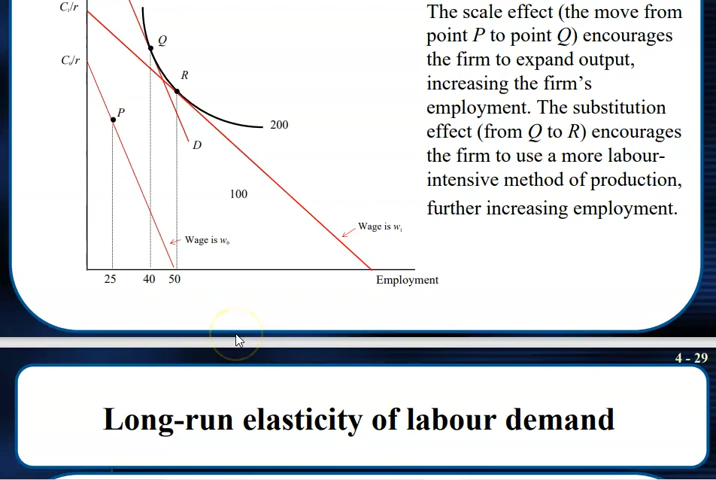 C₁/r
Q
C₀/r
R
P
200
D
100
Wage is w₁
Wage is w₀
25 40 50 Employment
The scale effect (the move from
point P to point Q) encourages
the firm to expand output,
increasing the firm’s
employment. The substitution
effect (from Q to R) encourages
the firm to use a more labour-
intensive method of production,
further increasing employment.
4 - 29
Long-run elasticity of labour demand